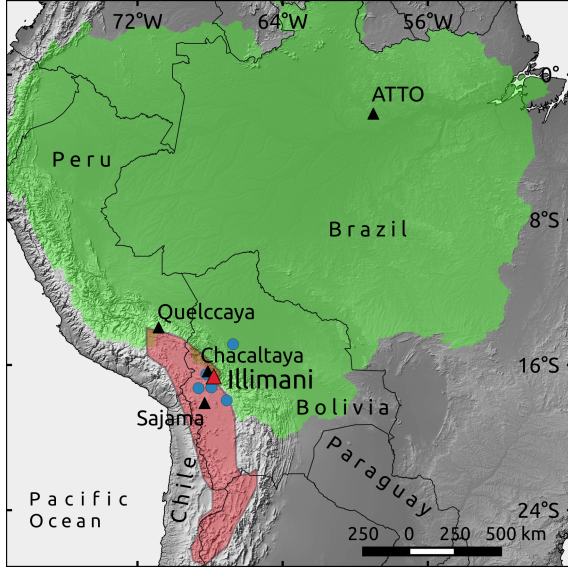 72°W 64°W 56°W
0°
ATTO
Peru
8°S
Brazil
Quelccaya
Chacaltaya
16°S
Illimani
Bolivia
Sajama
Paraguay
Chile
Pacific
Ocean
24°S
250 0 250 500 km